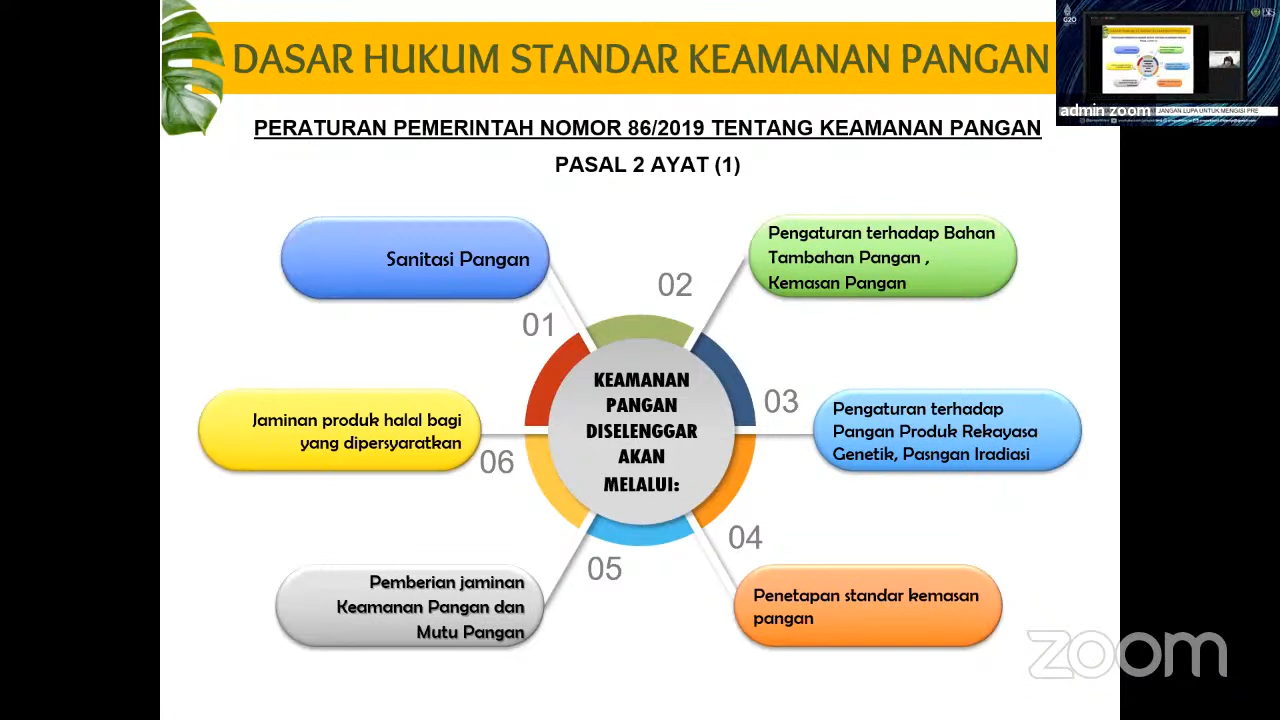 DASAR HUKUM STANDAR KEAMANAN PANGAN
G20
admin zoom
JANGAN LUPA UNTUK MENGISI PRE
PERATURAN PEMERINTAH NOMOR 86/2019 TENTANG KEAMANAN PANGAN
PASAL 2 AYAT (1)
Sanitasi Pangan
01
02
Pengaturan terhadap Bahan
Tambahan Pangan ,
Kemasan Pangan
KEAMANAN
PANGAN
DISELENGGAR
AKAN
MELALUI:
03
Pengaturan terhadap
Pangan Produk Rekayasa
Genetik, Pasngan Iradiasi
Jaminan produk halal bagi
yang dipersyaratkan
06
04
Penetapan standar kemasan
pangan
05
Pemberian jaminan
Keamanan Pangan dan
Mutu Pangan
zoom